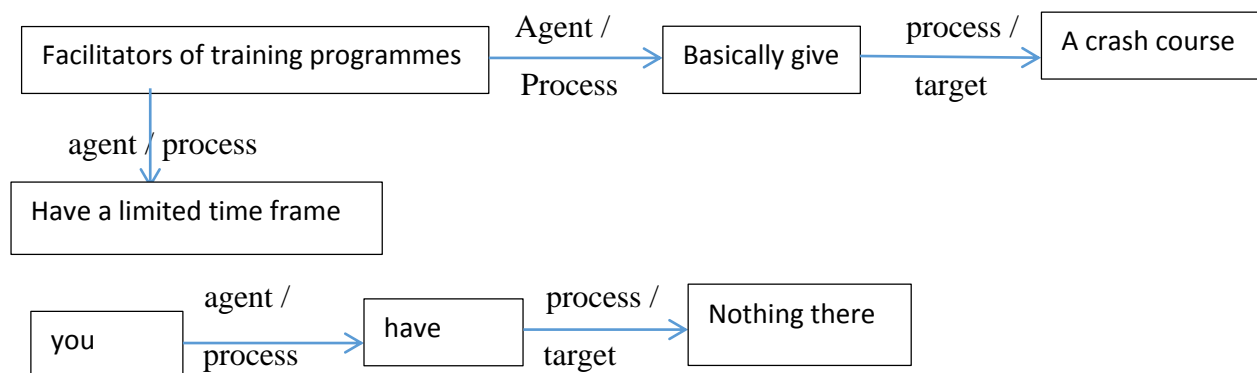 Facilitators of training programmes
Agent /
Process
Basically give
process /
target
A crash course
agent / process
Have a limited time frame
you
agent /
process
have
process /
target
Nothing there